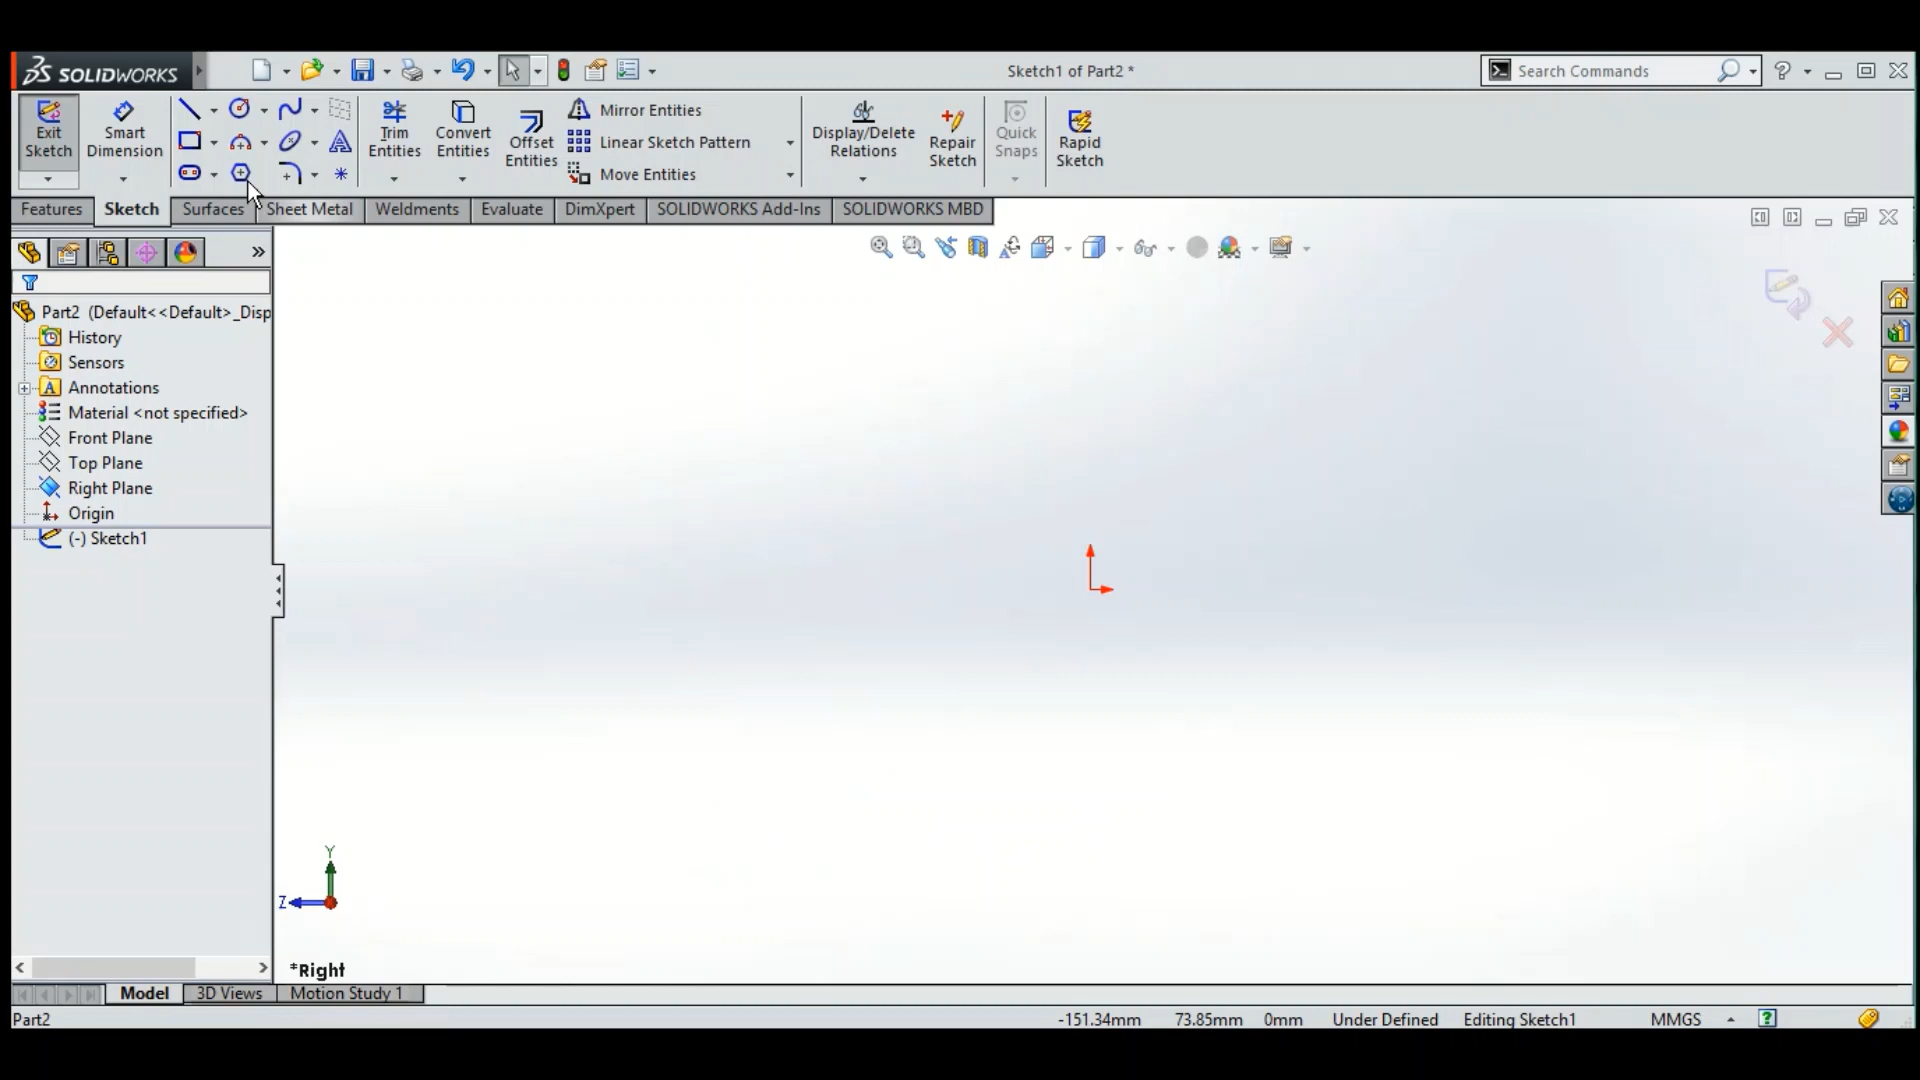 SOLIDWORKS
Sketch1 of Part2 *
Search Commands
Exit Sketch
Smart Dimension
Trim Entities
Convert Entities
Offset Entities
Mirror Entities
Linear Sketch Pattern
Move Entities
Display/Delete Relations
Repair Sketch
Quick Snaps
Rapid Sketch
Features Sketch Surfaces Sheet Metal Weldments Evaluate DimXpert SOLIDWORKS Add-Ins SOLIDWORKS MBD
Part2 (Default<<Default>_Disp
History
Sensors
Annotations
Material <not specified>
Front Plane
Top Plane
Right Plane
Origin
(-) Sketch1
Y
Z
*Right
Model 3D Views Motion Study 1
Part2 -151.34mm 73.85mm 0mm Under Defined Editing Sketch1 MMGS